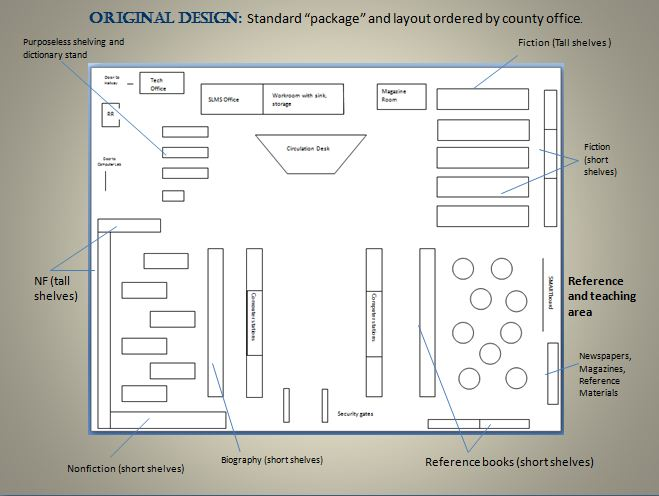 ORIGINAL DESIGN: Standard “package” and layout ordered by county office.
Purposeless shelving and
dictionary stand
Fiction (Tall shelves )
Door to
Hallway
Tech
Office
SLMS Office
Workroom with sink,
storage
Magazine
Room
RR
Circulation Desk
Door to
Computer Lab
Fiction
(short
shelves)
NF (tall
shelves)
Computer stations
Computer stations
SMARTboard
Reference
and teaching
area
Newspapers,
Magazines,
Reference
Materials
Security gates
Nonfiction (short shelves)
Biography (short shelves)
Reference books (short shelves)